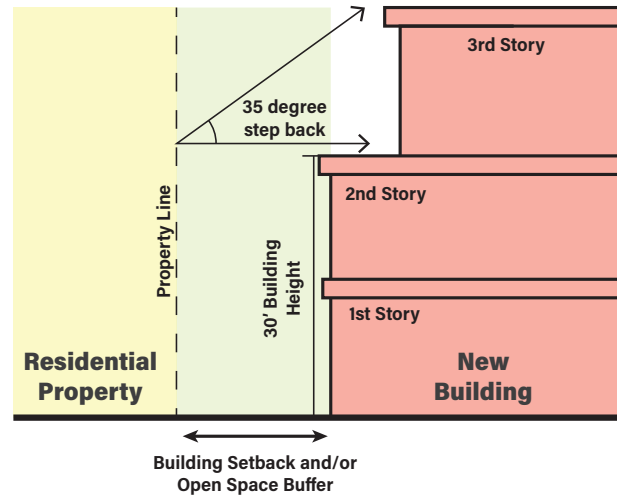 3rd Story
35 degree
step back
2nd Story
Property Line
30’ Building
Height
1st Story
Residential
Property
New
Building
Building Setback and/or
Open Space Buffer